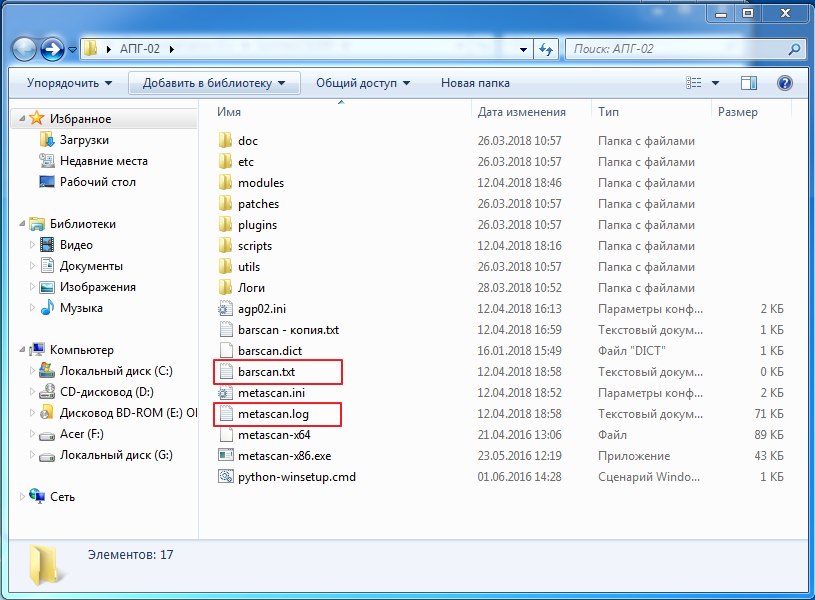 АПГ-02
Поиск: АПГ-02
Упорядочить Добавить в библиотеку Общий доступ Новая папка
Имя Дата изменения Тип Размер
Избранное
Загрузки
Недавние места
Рабочий стол
Библиотеки
Видео
Документы
Изображения
Музыка
Компьютер
Локальный диск (C:)
CD-дисковод (D:)
Дисковод BD-ROM (E:) Ol
Acer (F:)
Локальный диск (G:)
Сеть
doc 26.03.2018 10:57 Папка с файлами
etc 26.03.2018 10:57 Папка с файлами
modules 12.04.2018 18:46 Папка с файлами
patches 26.03.2018 10:57 Папка с файлами
plugins 26.03.2018 10:57 Папка с файлами
scripts 12.04.2018 18:16 Папка с файлами
utils 26.03.2018 10:57 Папка с файлами
Логи 28.03.2018 10:52 Папка с файлами
agp02.ini 12.04.2018 16:13 Параметры конф... 2 КБ
barscan - копия.txt 12.04.2018 16:59 Текстовый докум... 1 КБ
barscan.dict 16.01.2018 15:49 Файл "DICT" 1 КБ
barscan.txt 12.04.2018 18:58 Текстовый докум... 0 КБ
metascan.ini 12.04.2018 18:52 Параметры конф... 2 КБ
metascan.log 12.04.2018 18:58 Текстовый докум... 71 КБ
metascan-x64 21.04.2016 13:06 Файл 89 КБ
metascan-x86.exe 23.05.2016 12:19 Приложение 43 КБ
python-winsetup.cmd 01.06.2016 14:28 Сценарий Windo... 1 КБ
Элементов: 17